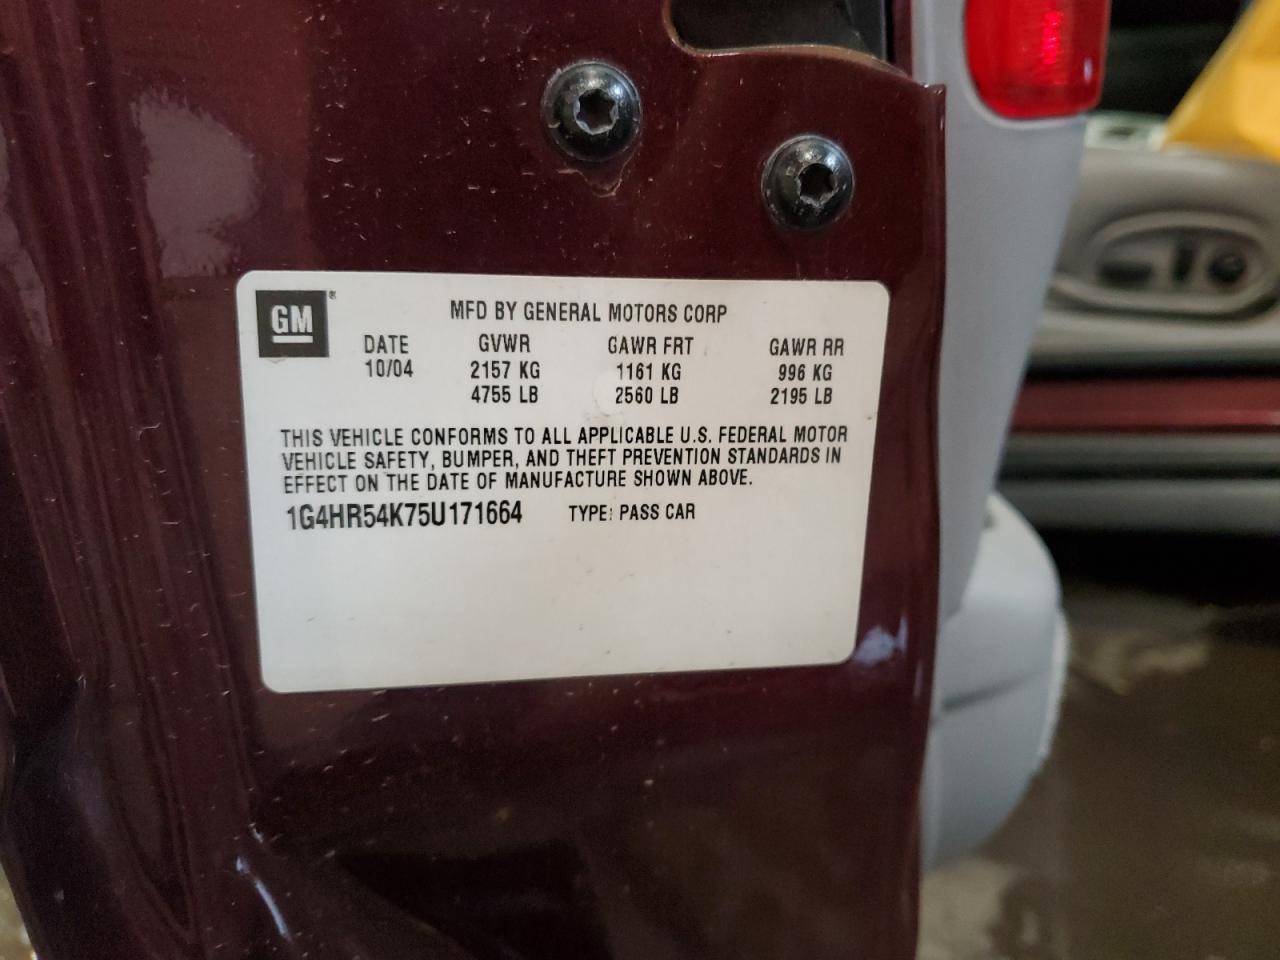 GM®
MFD BY GENERAL MOTORS CORP
DATE GVWR GAWR FRT GAWR RR
10/04 2157 KG 1161 KG 996 KG
4755 LB 2560 LB 2195 LB
THIS VEHICLE CONFORMS TO ALL APPLICABLE U.S. FEDERAL MOTOR
VEHICLE SAFETY, BUMPER, AND THEFT PREVENTION STANDARDS IN
EFFECT ON THE DATE OF MANUFACTURE SHOWN ABOVE.
1G4HR54K75U171664 TYPE: PASS CAR